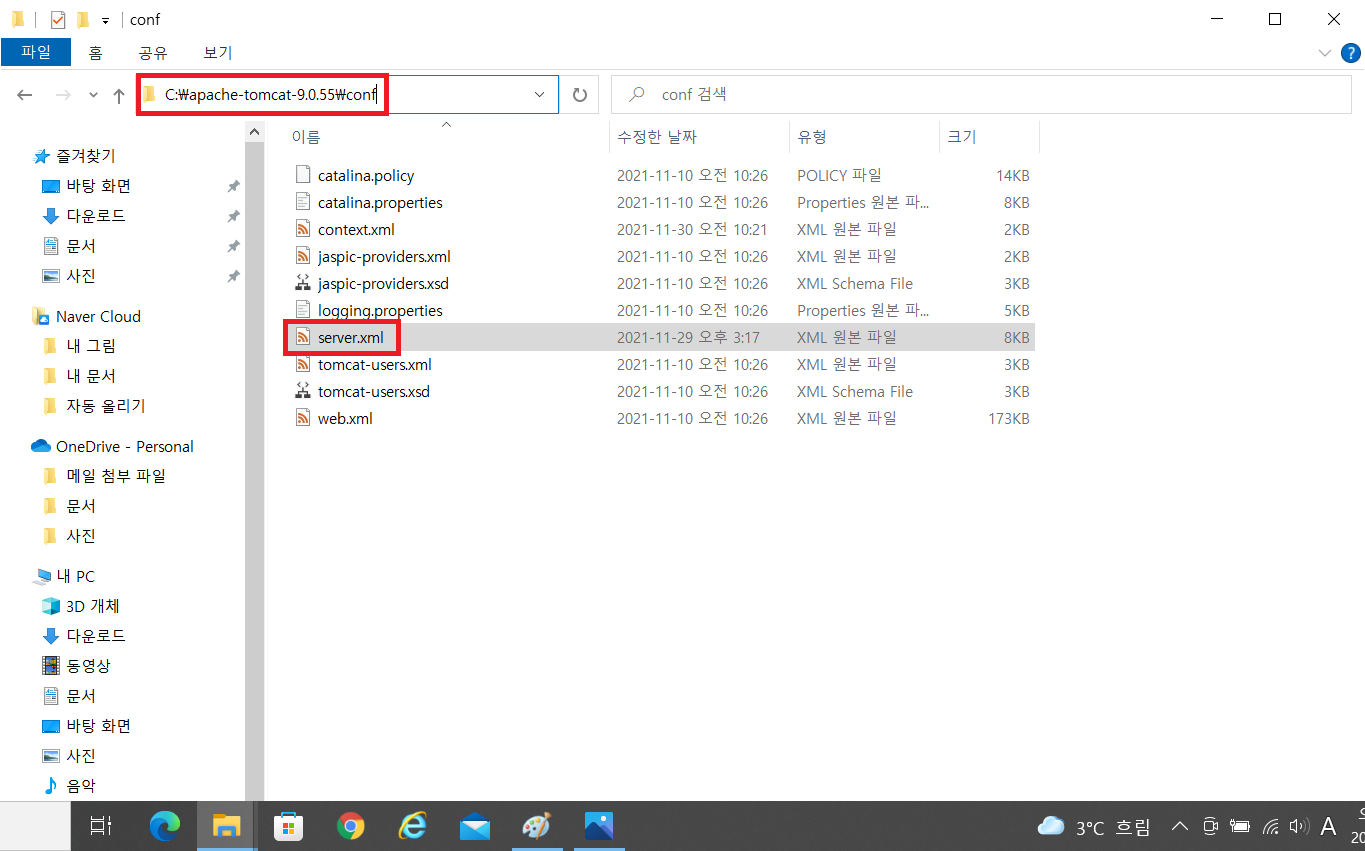 conf
파일 홈 공유 보기
C:₩apache-tomcat-9.0.55₩conf
conf 검색
이름 수정한 날짜 유형 크기
catalina.policy 2021-11-10 오전 10:26 POLICY 파일 14KB
catalina.properties 2021-11-10 오전 10:26 Properties 원본 파... 8KB
context.xml 2021-11-30 오전 10:21 XML 원본 파일 2KB
jaspic-providers.xml 2021-11-10 오전 10:26 XML 원본 파일 2KB
jaspic-providers.xsd 2021-11-10 오전 10:26 XML Schema File 3KB
logging.properties 2021-11-10 오전 10:26 Properties 원본 파... 5KB
server.xml 2021-11-29 오후 3:17 XML 원본 파일 8KB
tomcat-users.xml 2021-11-10 오전 10:26 XML 원본 파일 3KB
tomcat-users.xsd 2021-11-10 오전 10:26 XML Schema File 3KB
web.xml 2021-11-10 오전 10:26 XML 원본 파일 173KB
즐겨찾기
바탕 화면
다운로드
문서
사진
Naver Cloud
내 그림
내 문서
자동 올리기
OneDrive - Personal
메일 첨부 파일
문서
사진
내 PC
3D 개체
다운로드
동영상
문서
바탕 화면
사진
음악
3°C 흐림
A
20